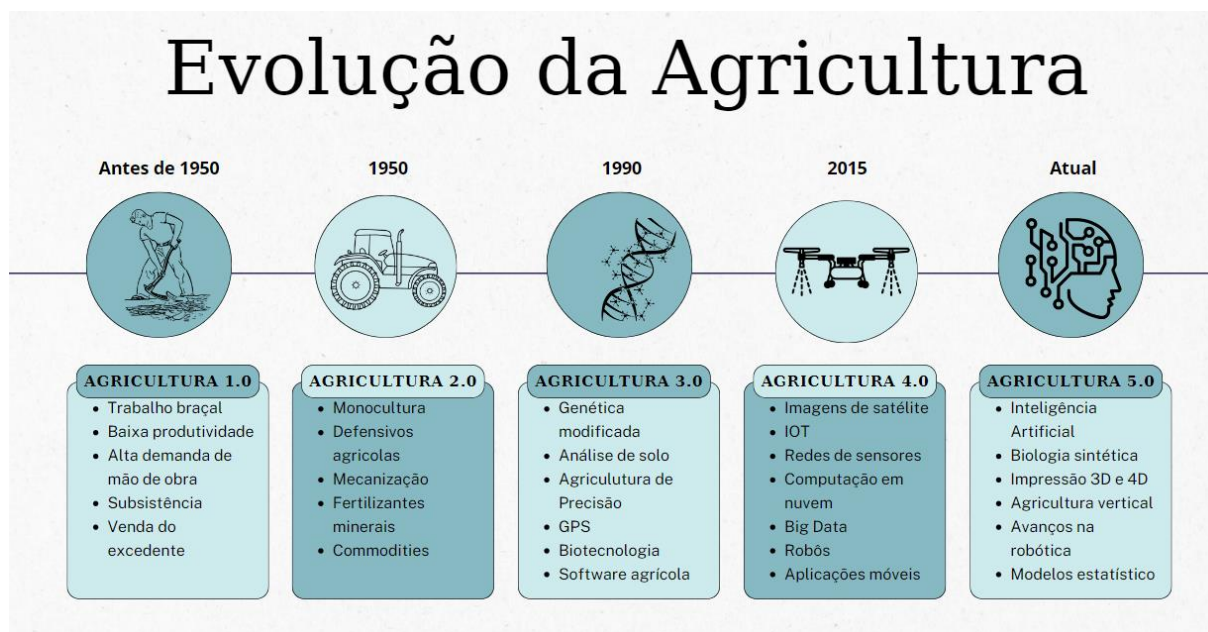 Evolução da Agricultura
Antes de 1950
1950
1990
2015
Atual
AGRICULTURA 1.0
• Trabalho braçal
• Baixa produtividade
• Alta demanda de
mão de obra
• Subsistência
• Venda do
excedente
AGRICULTURA 2.0
• Monocultura
• Defensivos
agricolas
• Mecanização
• Fertilizantes
minerais
• Commodities
AGRICULTURA 3.0
• Genética
modificada
• Análise de solo
• Agriculutura de
Precisão
• GPS
• Biotecnologia
• Software agrícola
AGRICULTURA 4.0
• Imagens de satélite
• IOT
• Redes de sensores
• Computação em
nuvem
• Big Data
• Robôs
• Aplicações móveis
AGRICULTURA 5.0
• Inteligência
Artificial
• Biologia sintética
• Impressão 3D e 4D
• Agricultura vertical
• Avanços na
robótica
• Modelos estatístico